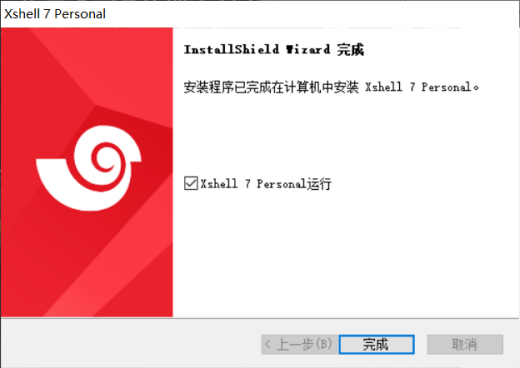 Xshell 7 Personal
InstallShield Wizard 完成
安装程序已完成在计算机中安装 Xshell 7 Personal。
Xshell 7 Personal运行
< 上一步(B)
完成
取消